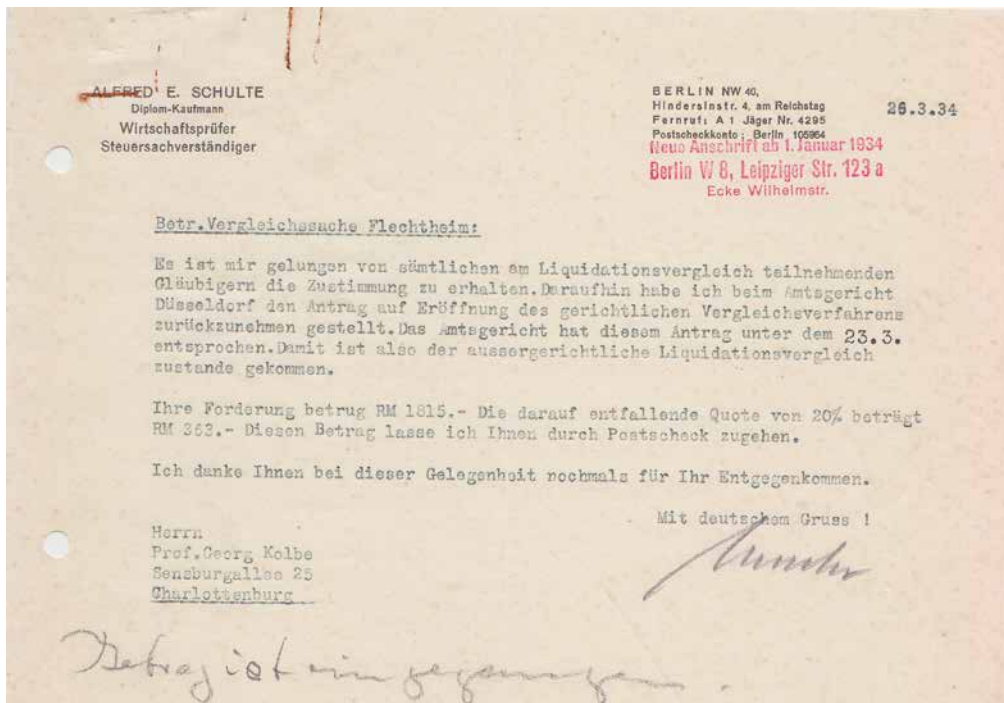 ALFRED E. SCHULTE
Diplom-Kaufmann
Wirtschaftsprüfer
Steuersachverständiger
BERLIN NW 40,
Hindersinstr. 4, am Reichstag
Fernruf: A 1 Jäger Nr. 4295
Postscheckkonto: Berlin 105964
26.3.34
Neue Anschrift ab 1. Januar 1934
Berlin W 8, Leipziger Str. 123 a
Ecke Wilhelmstr.
Betr.Vergleichssache Flechtheim:
Es ist mir gelungen von sämtlichen am Liquidationsvergleich teilnehmenden
Gläubigern die Zustimmung zu erhalten.Daraufhin habe ich beim Amtsgericht
Düsseldorf den Antrag auf Eröffnung des gerichtlichen Vergleichsverfahrens
zurückzunehmen gestellt.Das Amtsgericht hat diesem Antrag unter dem 23.3.
entsprochen.Damit ist also der aussergerichtliche Liquidationsvergleich
zustande gekommen.
Ihre Forderung betrug RM 1815.- Die darauf entfallende Quote von 20% beträgt
RM 363.- Diesen Betrag lasse ich Ihnen durch Postscheck zugehen.
Ich danke Ihnen bei dieser Gelegenheit nochmals für Ihr Entgegenkommen.
Mit deutschem Gruss !
Herrn
Prof.Georg Kolbe
Sensburgallee 25
Charlottenburg
Betrag ist eingegangen.